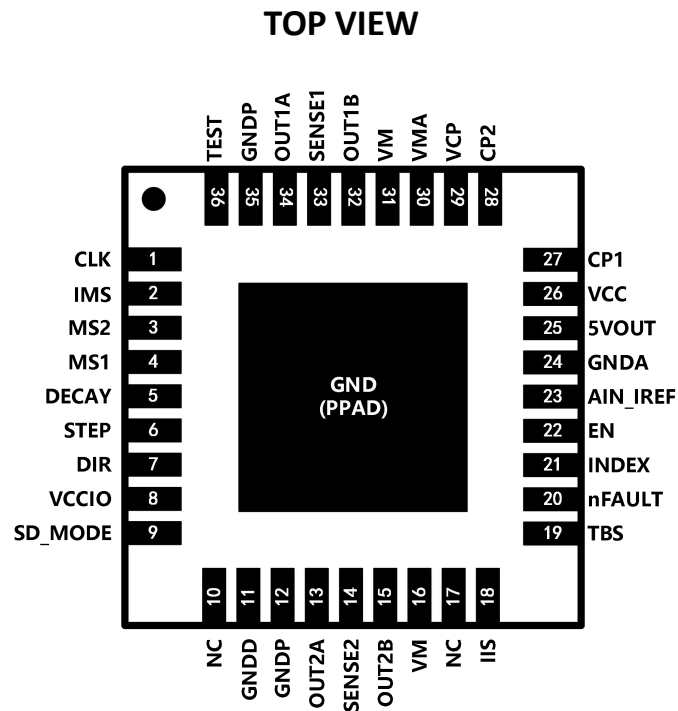 TOP VIEW
TEST
GNDP
OUT1A
SENSE1
OUT1B
VM
VMA
VCP
CP2
36
35
34
33
32
31
30
29
28
CLK 1
IMS 2
MS2 3
MS1 4
DECAY 5
STEP 6
DIR 7
VCCIO 8
SD_MODE 9
GND
(PPAD)
27 CP1
26 VCC
25 5VOUT
24 GNDA
23 AIN_IREF
22 EN
21 INDEX
20 nFAULT
19 TBS
10
11
12
13
14
15
16
17
18
NC
GNDD
GNDP
OUT2A
SENSE2
OUT2B
VM
NC
IIS